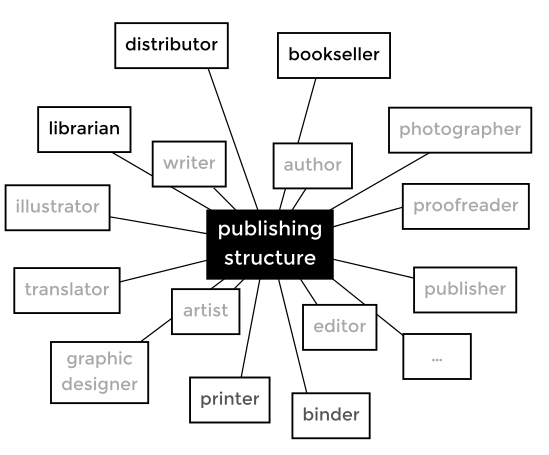 distributor
bookseller
librarian
photographer
writer
author
illustrator
proofreader
publishing
structure
translator
publisher
artist
editor
...
graphic
designer
printer
binder